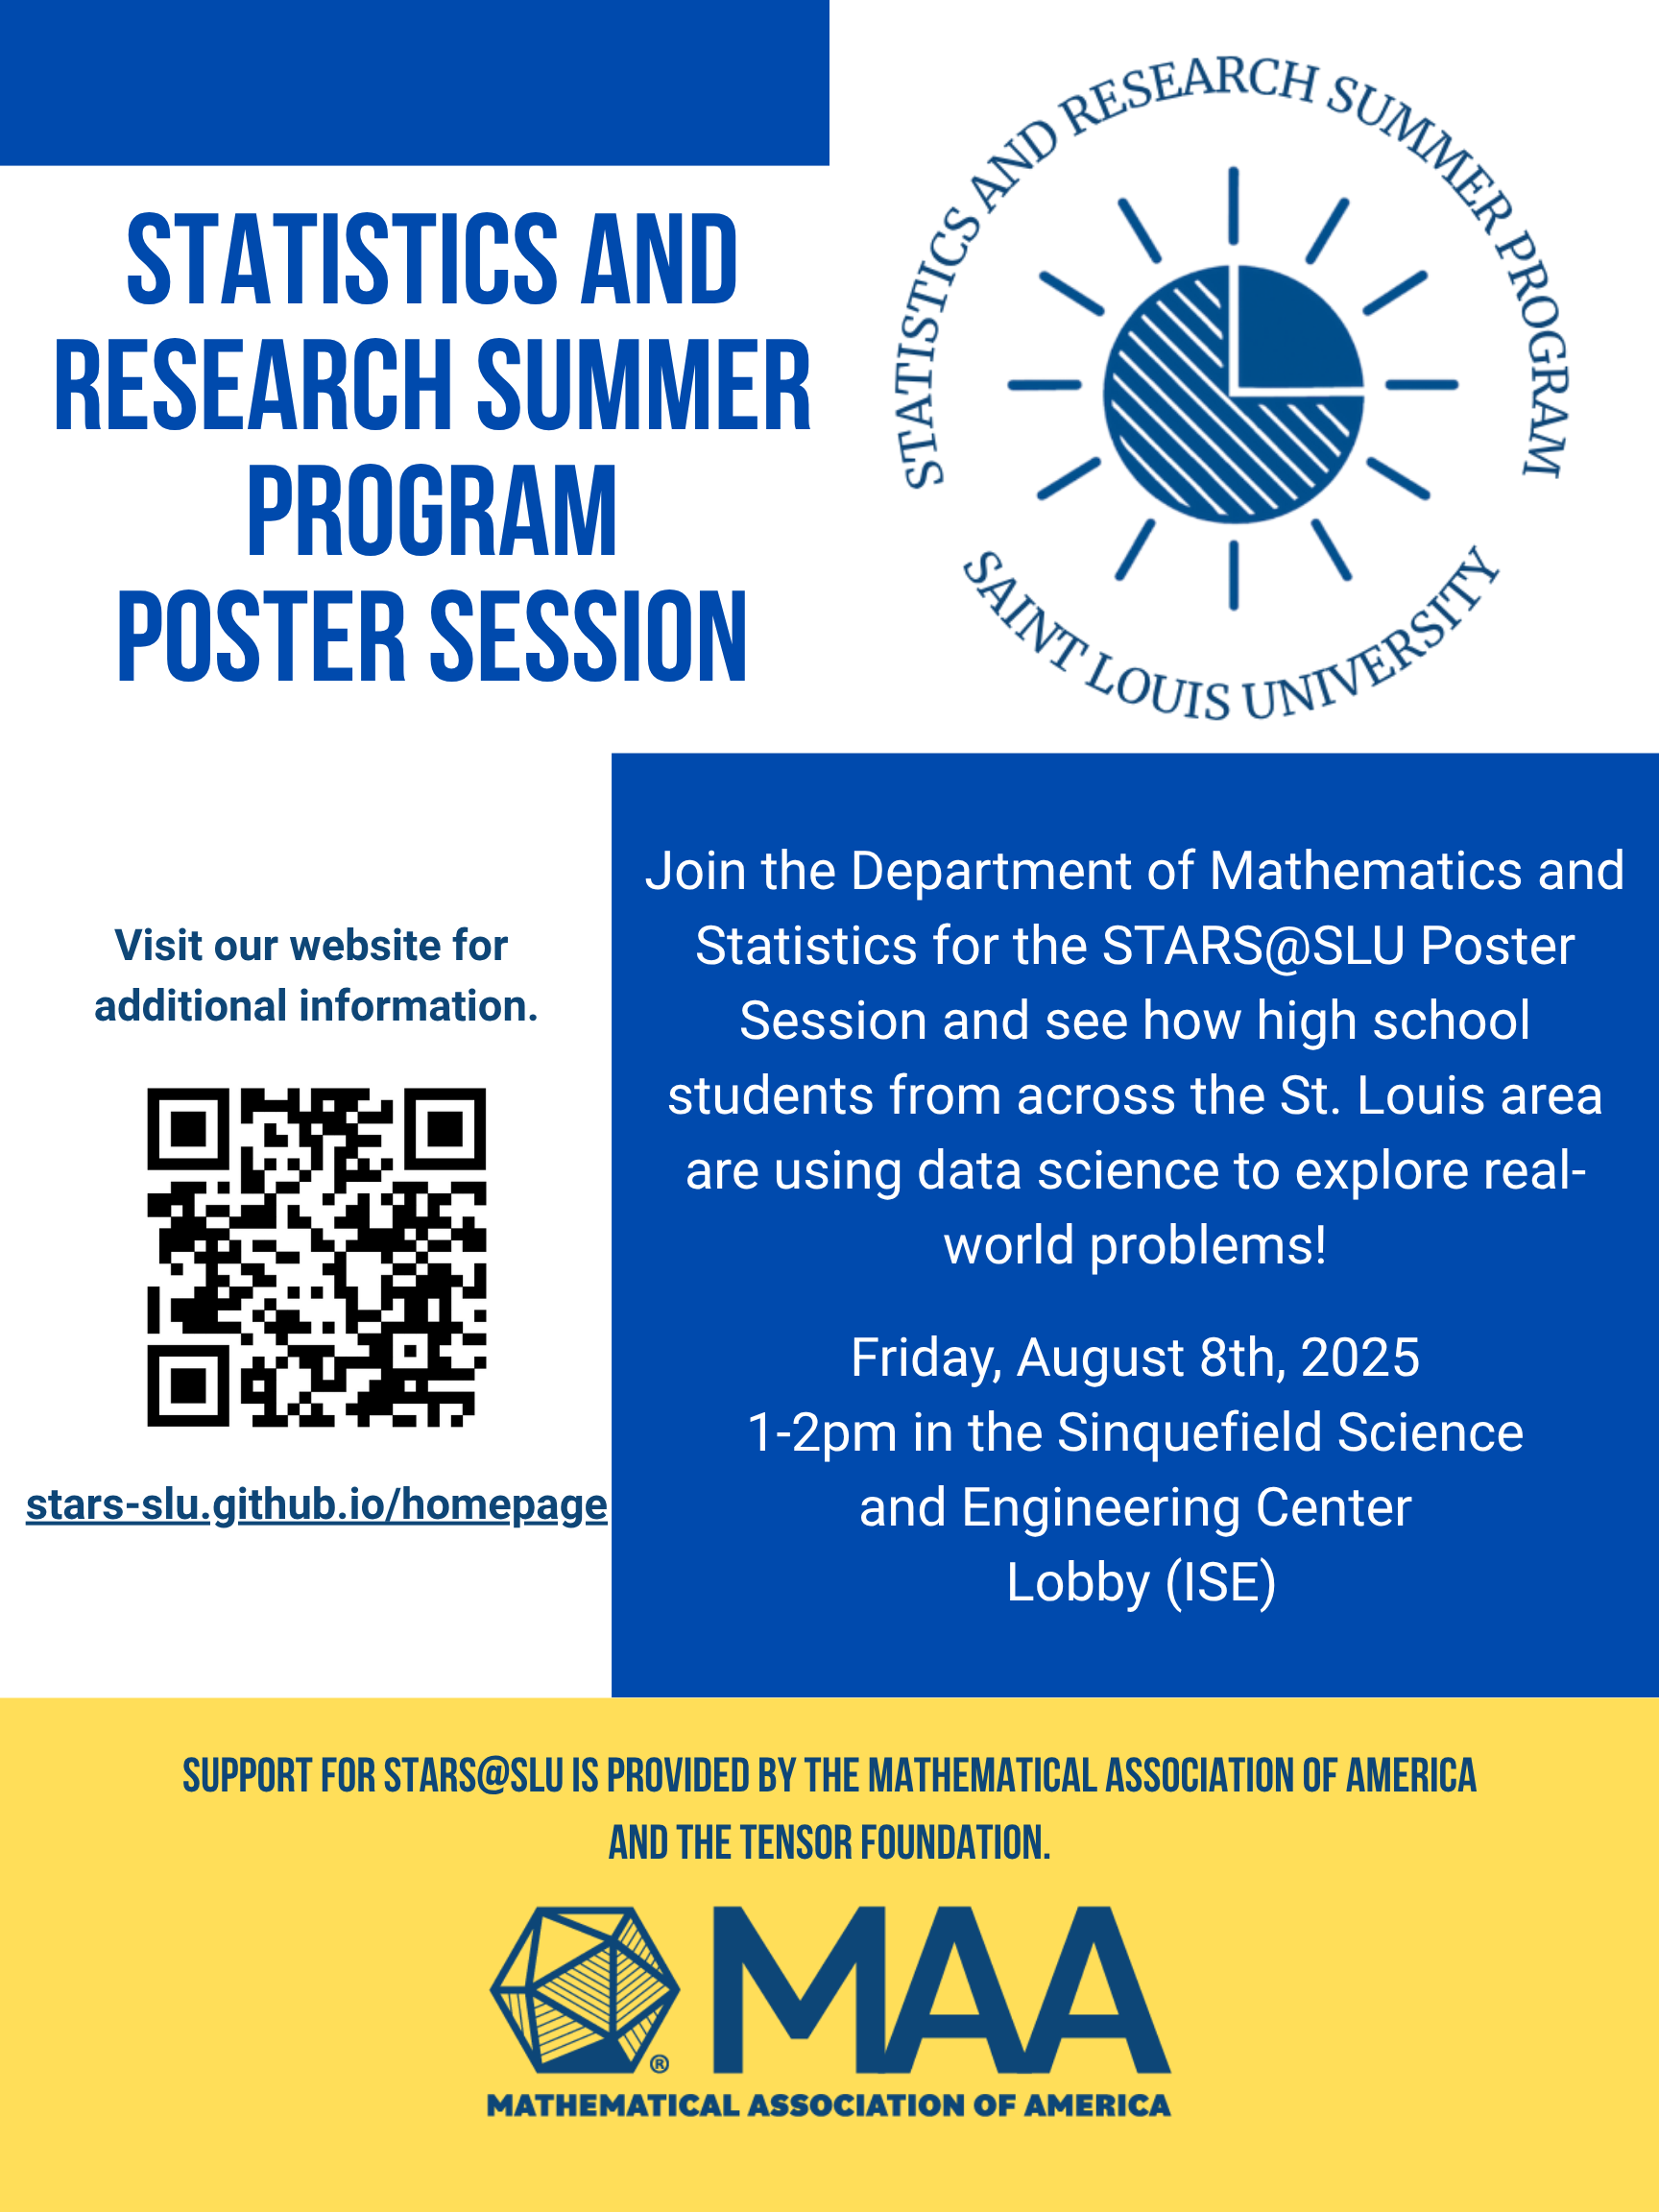 STATISTICS AND
RESEARCH SUMMER
PROGRAM
POSTER SESSION
STATISTICS AND RESEARCH SUMMER PROGRAM
SAINT LOUIS UNIVERSITY
Visit our website for
additional information.
stars-slu.github.io/homepage
Join the Department of Mathematics and
Statistics for the STARS@SLU Poster
Session and see how high school
students from across the St. Louis area
are using data science to explore real-
world problems!
Friday, August 8th, 2025
1-2pm in the Sinquefield Science
and Engineering Center
Lobby (ISE)
SUPPORT FOR STARS@SLU IS PROVIDED BY THE MATHEMATICAL ASSOCIATION OF AMERICA
AND THE TENSOR FOUNDATION.
® MAA
MATHEMATICAL ASSOCIATION OF AMERICA